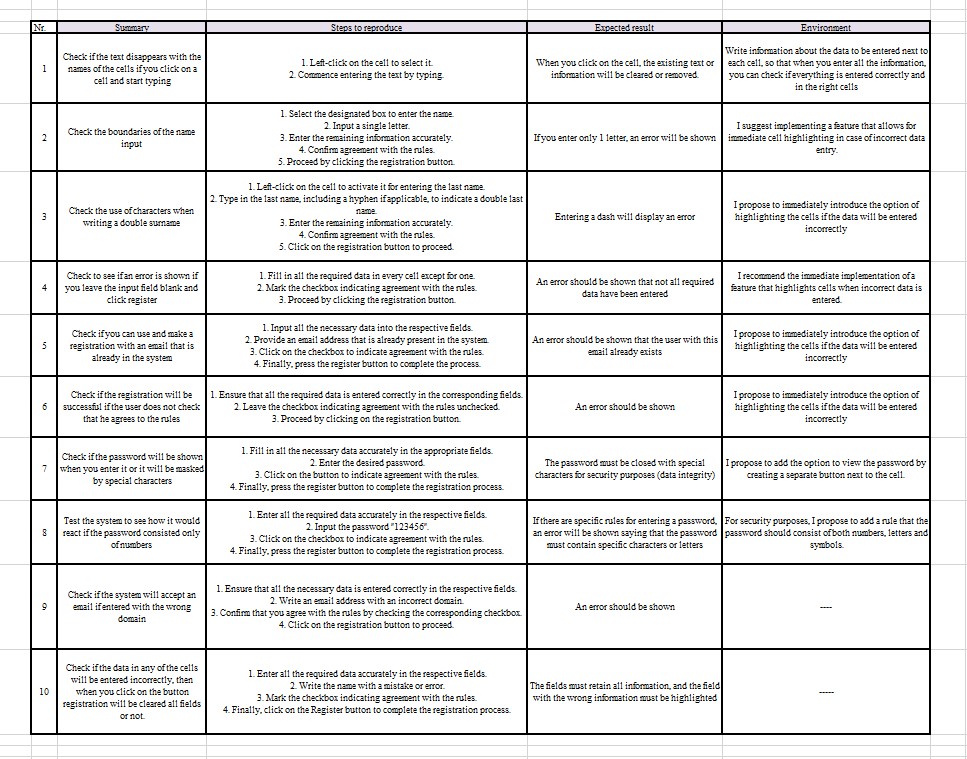 Nr. Summary Steps to reproduce Expected result Environment
1
Check if the text disappears with the
names of the cells if you click on a
cell and start typing
1. Left-click on the cell to select it.
2. Commence entering the text by typing.
When you click on the cell, the existing text or
information will be cleared or removed.
Write information about the data to be entered next to
each cell, so that when you enter all the information,
you can check if everything is entered correctly and
in the right cells
2
Check the boundaries of the name
input
1. Select the designated box to enter the name.
2. Input a single letter.
3. Enter the remaining information accurately.
4. Confirm agreement with the rules.
5. Proceed by clicking the registration button.
If you enter only 1 letter, an error will be shown
I suggest implementing a feature that allows for
immediate cell highlighting in case of incorrect data
entry.
3
Check the use of characters when
writing a double surname
1. Left-click on the cell to activate it for entering the last name.
2. Type in the last name, including a hyphen if applicable, to indicate a double last
name.
3. Enter the remaining information accurately.
4. Confirm agreement with the rules.
5. Click on the registration button to proceed.
Entering a dash will display an error
I propose to immediately introduce the option of
highlighting the cells if the data will be entered
incorrectly
4
Check to see if an error is shown if
you leave the input field blank and
click register
1. Fill in all the required data in every cell except for one.
2. Mark the checkbox indicating agreement with the rules.
3. Proceed by clicking the registration button.
An error should be shown that not all required
data have been entered
I recommend the immediate implementation of a
feature that highlights cells when incorrect data is
entered.
5
Check if you can use and make a
registration with an email that is
already in the system
1. Input all the necessary data into the respective fields.
2. Provide an email address that is already present in the system.
3. Click on the checkbox to indicate agreement with the rules.
4. Finally, press the register button to complete the process.
An error should be shown that the user with this
email already exists
I propose to immediately introduce the option of
highlighting the cells if the data will be entered
incorrectly
6
Check if the registration will be
successful if the user does not check
that he agrees to the rules
1. Ensure that all the required data is entered correctly in the corresponding fields.
2. Leave the checkbox indicating agreement with the rules unchecked.
3. Proceed by clicking on the registration button.
An error should be shown
I propose to immediately introduce the option of
highlighting the cells if the data will be entered
incorrectly
7
Check if the password will be shown
when you enter it or it will be masked
by special characters
1. Fill in all the necessary data accurately in the appropriate fields.
2. Enter the desired password.
3. Click on the button to indicate agreement with the rules.
4. Finally, press the register button to complete the registration process.
The password must be closed with special
characters for security purposes (data integrity)
I propose to add the option to view the password by
creating a separate button next to the cell.
8
Test the system to see how it would
react if the password consisted only
of numbers
1. Enter all the required data accurately in the respective fields.
2. Input the password "123456".
3. Click on the checkbox to indicate agreement with the rules.
4. Finally, press the register button to complete the registration process.
If there are specific rules for entering a password,
an error will be shown saying that the password
must contain specific characters or letters
For security purposes, I propose to add a rule that the
password should consist of both numbers, letters and
symbols.
9
Check if the system will accept an
email if entered with the wrong
domain
1. Ensure that all the necessary data is entered correctly in the respective fields.
2. Write an email address with an incorrect domain.
3. Confirm that you agree with the rules by checking the corresponding checkbox.
4. Click on the registration button to proceed.
An error should be shown
----
10
Check if the data in any of the cells
will be entered incorrectly, then
when you click on the button
registration will be cleared all fields
or not.
1. Enter all the required data accurately in the respective fields.
2. Write the name with a mistake or error.
3. Mark the checkbox indicating agreement with the rules.
4. Finally, click on the Register button to complete the registration process.
The fields must retain all information, and the field
with the wrong information must be highlighted
-----